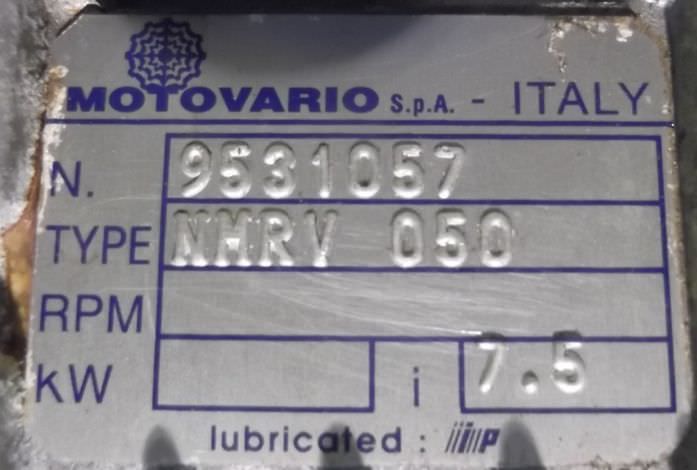 MOTOVARIO S.p.A. - ITALY
N. 9531057
TYPE NMRV 050
RPM
kW i 7.5
lubricated :